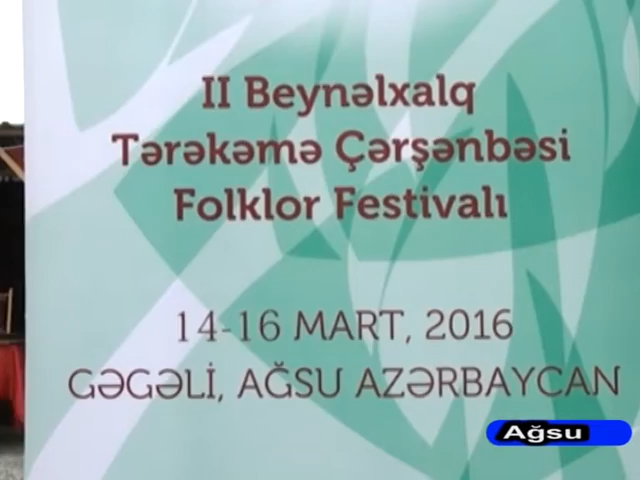 II Beynəlxalq
Tərəkəmə Çərşənbəsi
Folklor Festivalı
14-16 MART, 2016
GƏGƏLİ, AĞSU AZƏRBAYCAN
Ağsu